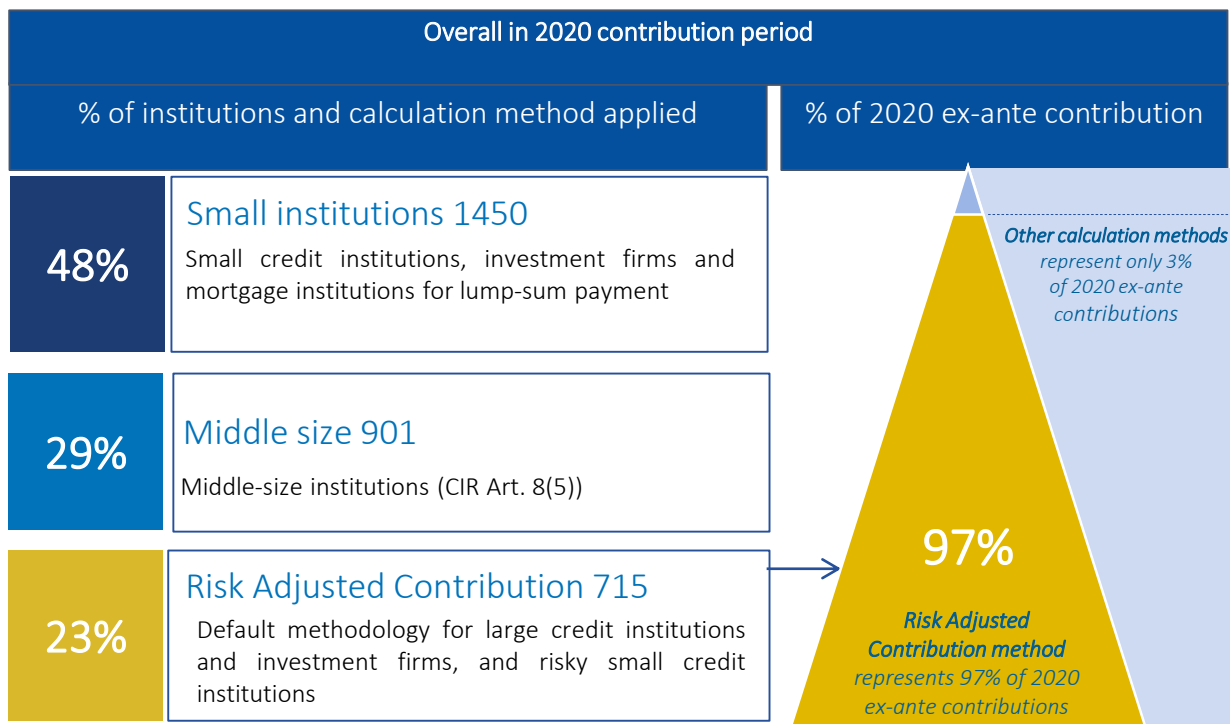 Overall in 2020 contribution period
% of institutions and calculation method applied
% of 2020 ex-ante contribution
48%
Small institutions 1450
Small credit institutions, investment firms and
mortgage institutions for lump-sum payment
29%
Middle size 901
Middle-size institutions (CIR Art. 8(5))
23%
Risk Adjusted Contribution 715
Default methodology for large credit institutions
and investment firms, and risky small credit
institutions
Other calculation methods
represent only 3%
of 2020 ex-ante
contributions
97%
Risk Adjusted
Contribution method
represents 97% of 2020
ex-ante contributions